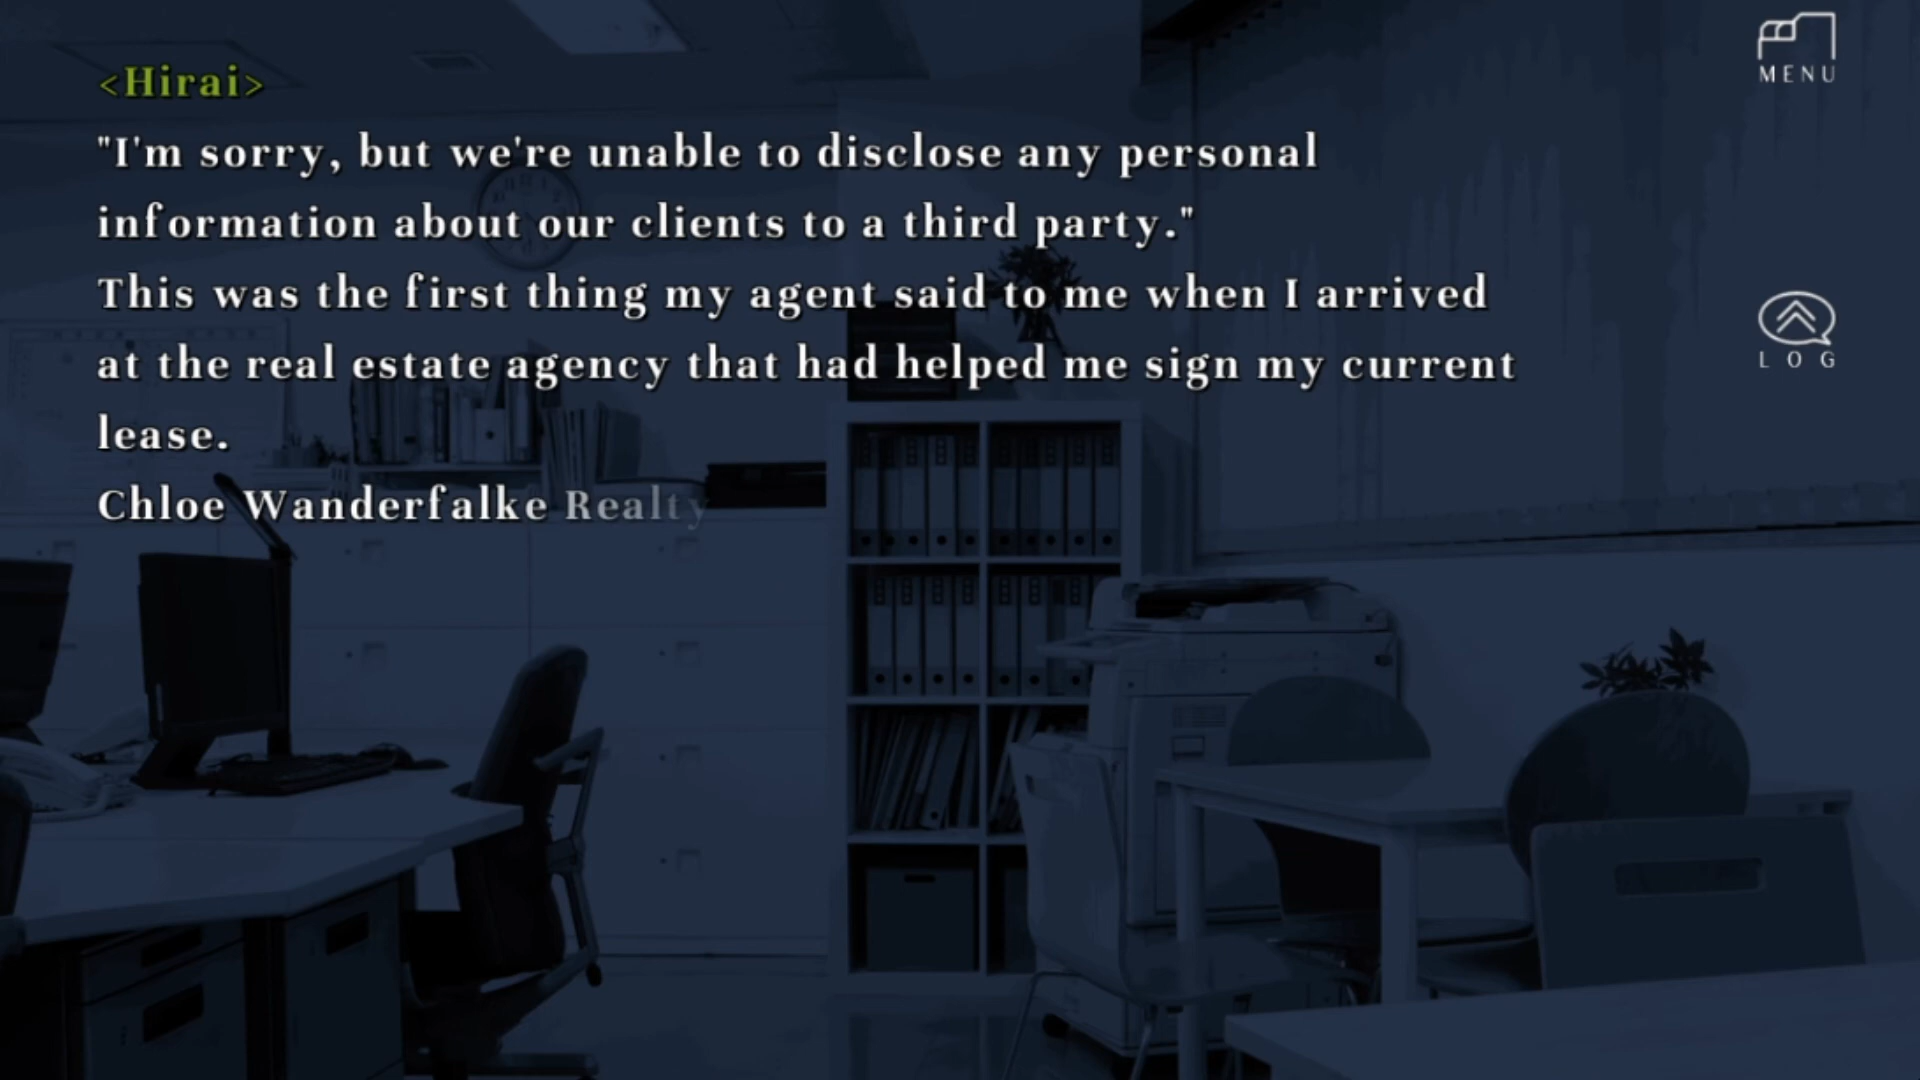 <Hirai>
"I'm sorry, but we're unable to disclose any personal
information about our clients to a third party."
This was the first thing my agent said to me when I arrived
at the real estate agency that had helped me sign my current
lease.
Chloe Wanderfalke Realty
MENU
LOG